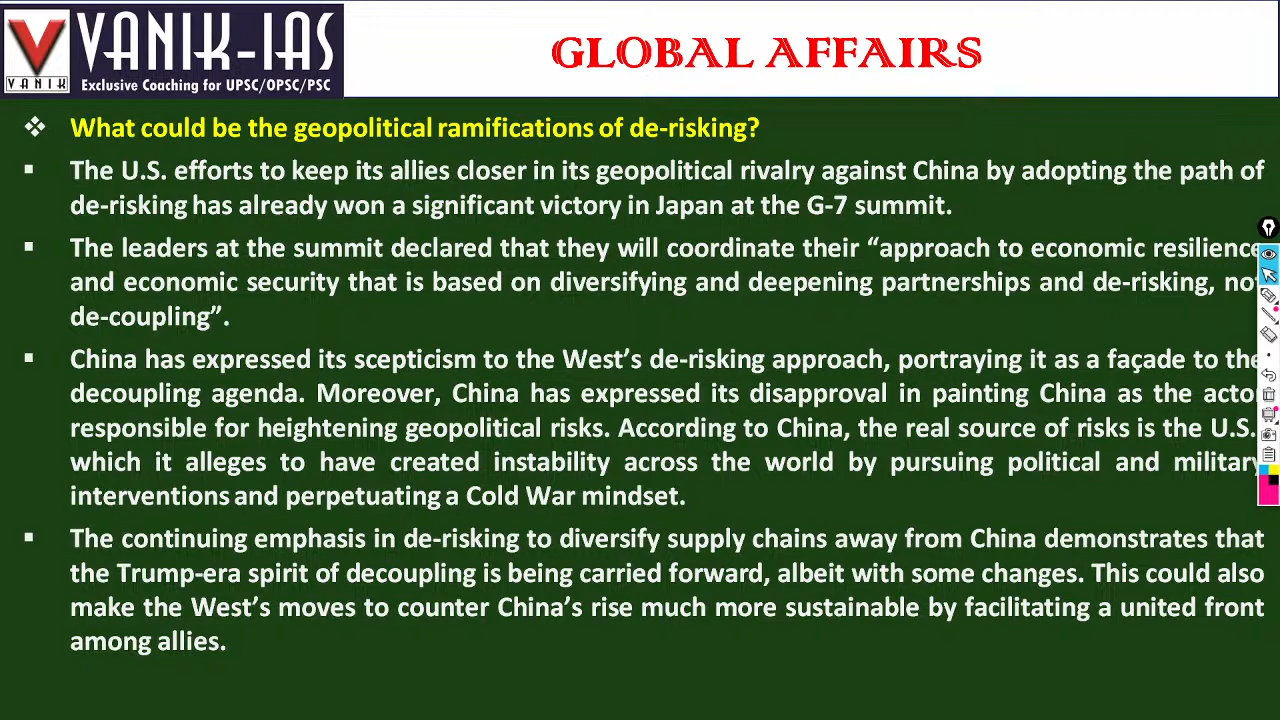 VANIK-IAS
VANIK
Exclusive Coaching for UPSC/OPSC/PSC
GLOBAL AFFAIRS
❖ What could be the geopolitical ramifications of de-risking?
▪ The U.S. efforts to keep its allies closer in its geopolitical rivalry against China by adopting the path of
de-risking has already won a significant victory in Japan at the G-7 summit.
▪ The leaders at the summit declared that they will coordinate their “approach to economic resilience
and economic security that is based on diversifying and deepening partnerships and de-risking, not
de-coupling”.
▪ China has expressed its scepticism to the West’s de-risking approach, portraying it as a façade to the
decoupling agenda. Moreover, China has expressed its disapproval in painting China as the actor
responsible for heightening geopolitical risks. According to China, the real source of risks is the U.S.
which it alleges to have created instability across the world by pursuing political and military
interventions and perpetuating a Cold War mindset.
▪ The continuing emphasis in de-risking to diversify supply chains away from China demonstrates that
the Trump-era spirit of decoupling is being carried forward, albeit with some changes. This could also
make the West’s moves to counter China’s rise much more sustainable by facilitating a united front
among allies.